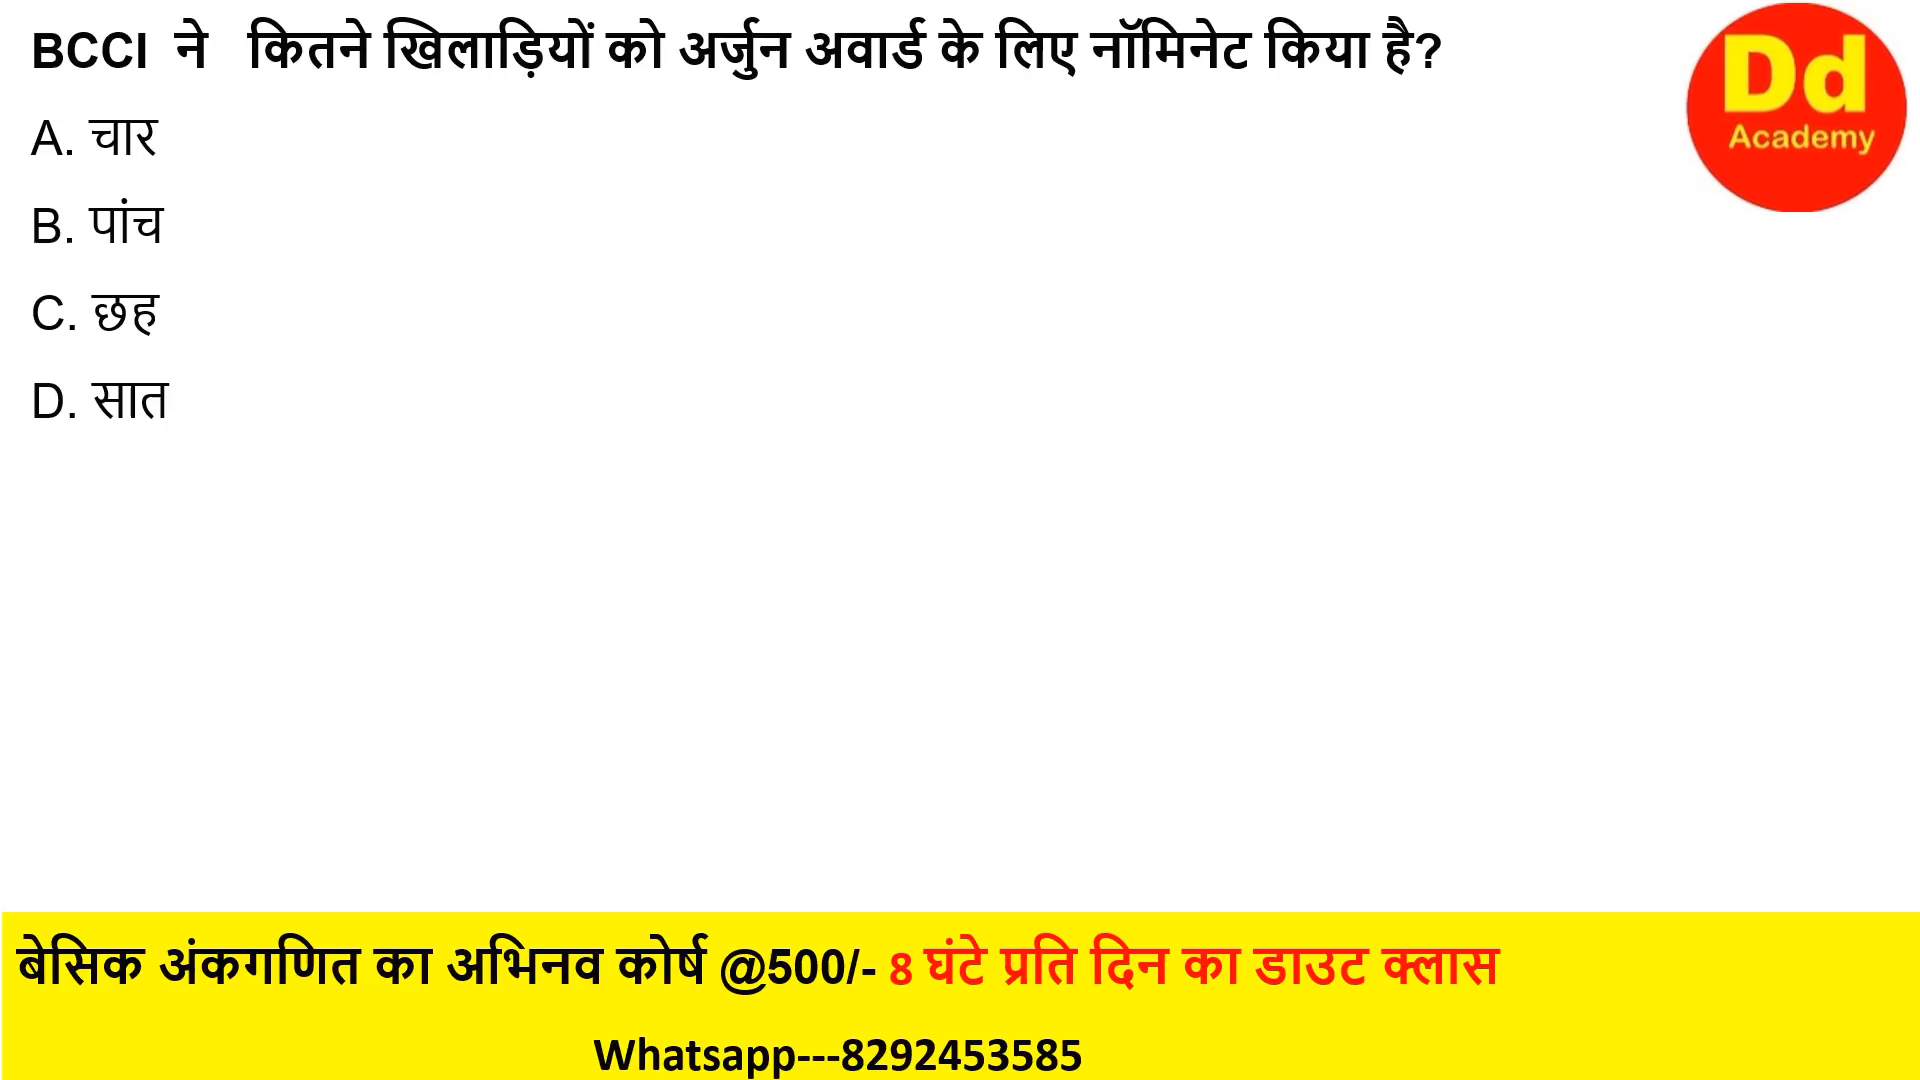 BCCI ने कितने खिलाड़ियों को अर्जुन अवार्ड के लिए नॉमिनेट किया है?
A. चार
B. पांच
C. छह
D. सात
Dd
Academy
बेसिक अंकगणित का अभिनव कोर्ष @500/- 8 घंटे प्रति दिन का डाउट क्लास
Whatsapp---8292453585